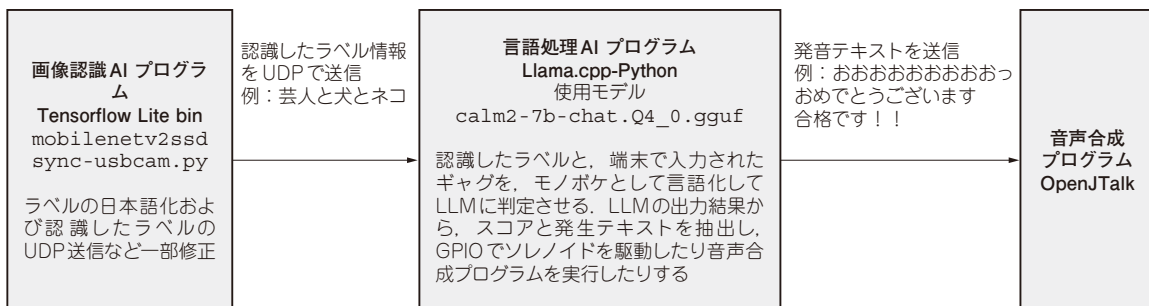 画像認識AI プログラ
ム
Tensorflow Lite bin
mobilenetv2ssd
sync-usbcam.py
ラベルの日本語化およ
び認識したラベルの
UDP送信など一部修正
認識したラベル情報
をUDPで送信
例：芸人と犬とネコ
言語処理AI プログラム
Llama.cpp-Python
使用モデル
calm2-7b-chat.Q4_0.gguf
認識したラベルと，端末で入力された
ギャグを，モノボケとして言語化して
LLMに判定させる．LLMの出力結果か
ら，スコアと発生テキストを抽出し，
GPIOでソレノイドを駆動したり音声合
成プログラムを実行したりする
発音テキストを送信
例：おおおおおおおおおおっ
おめでとうございます
合格です！！
音声合成
プログラム
OpenJTalk